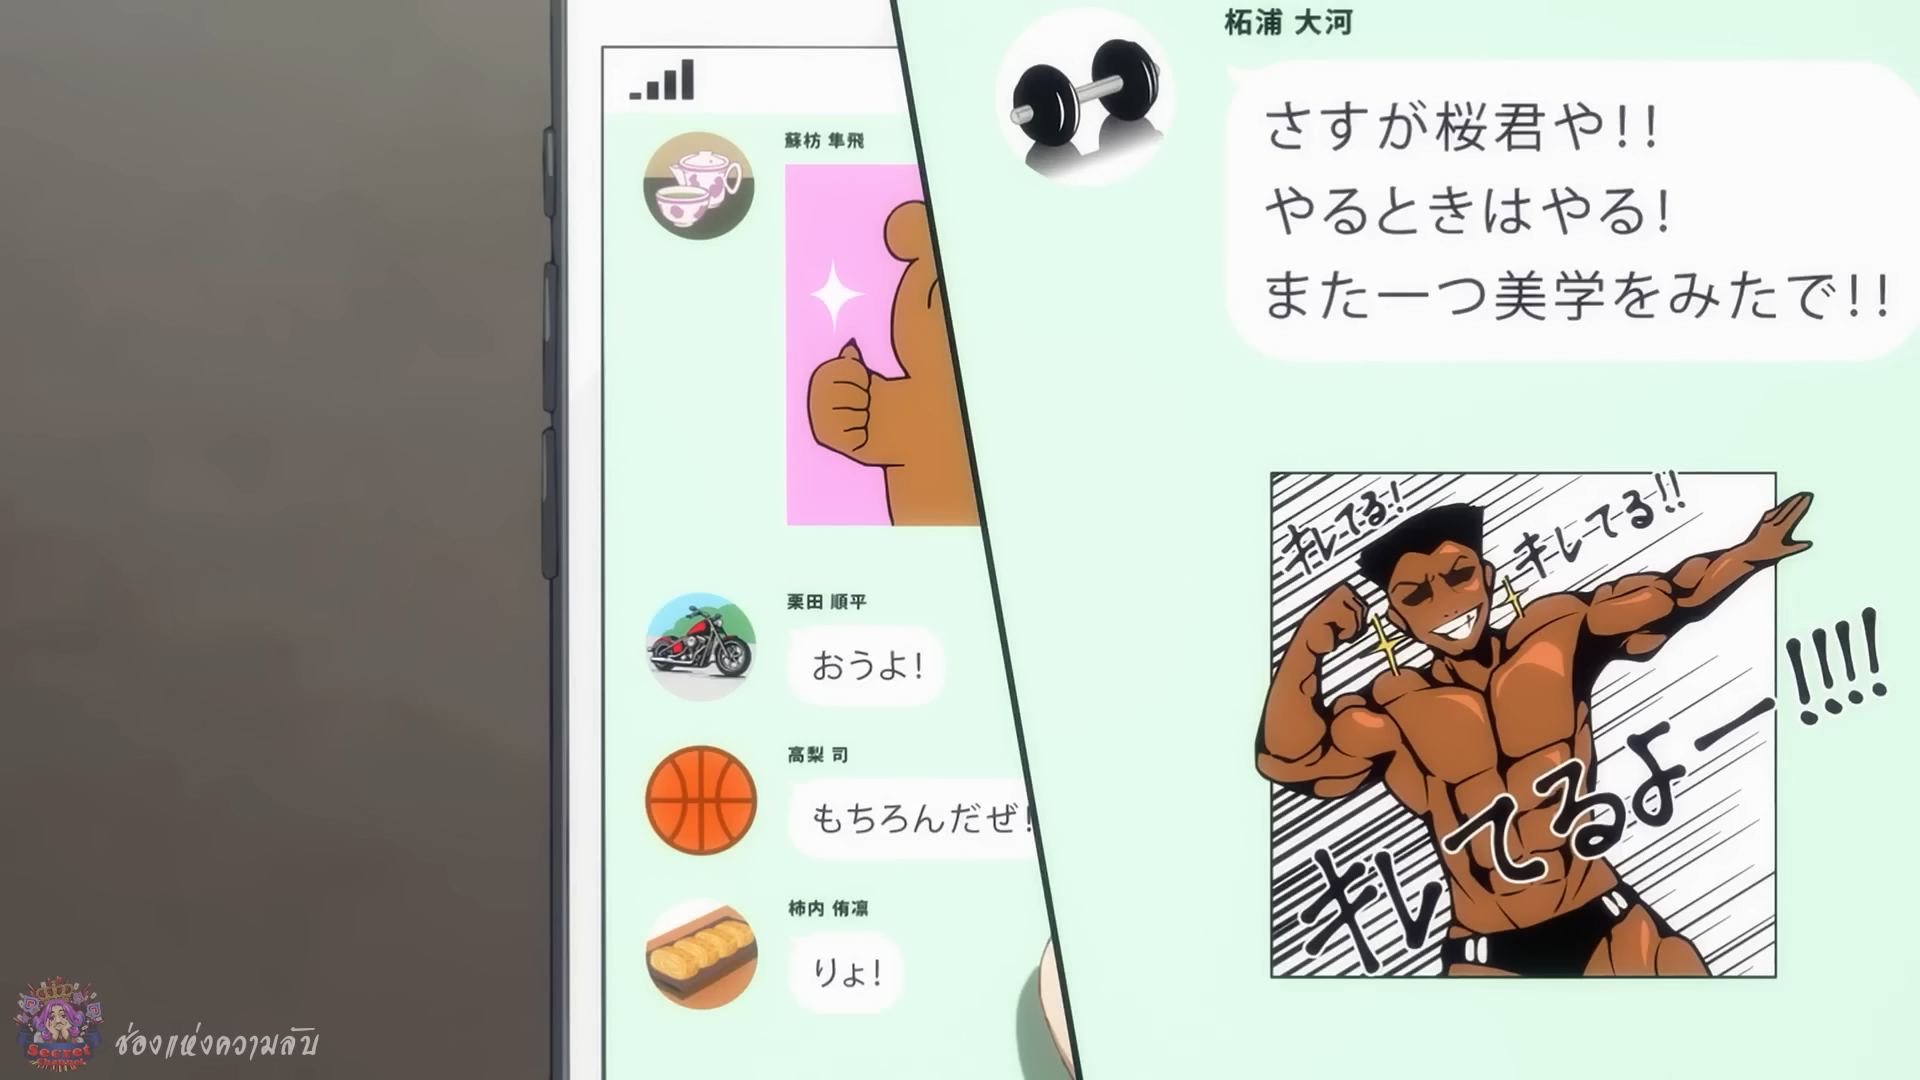 蘇枋 隼飛
栗田 順平
おうよ!
高梨 司
もちろんだぜ!
柿内 侑凛
りょ!
柘浦 大河
さすが桜君や!!
やるときはやる!
また一つ美学をみたで!!
キレてる!
キレてる!!
キレてるよー!!!!
Secret
Channel
ช่องแห่งความลับ